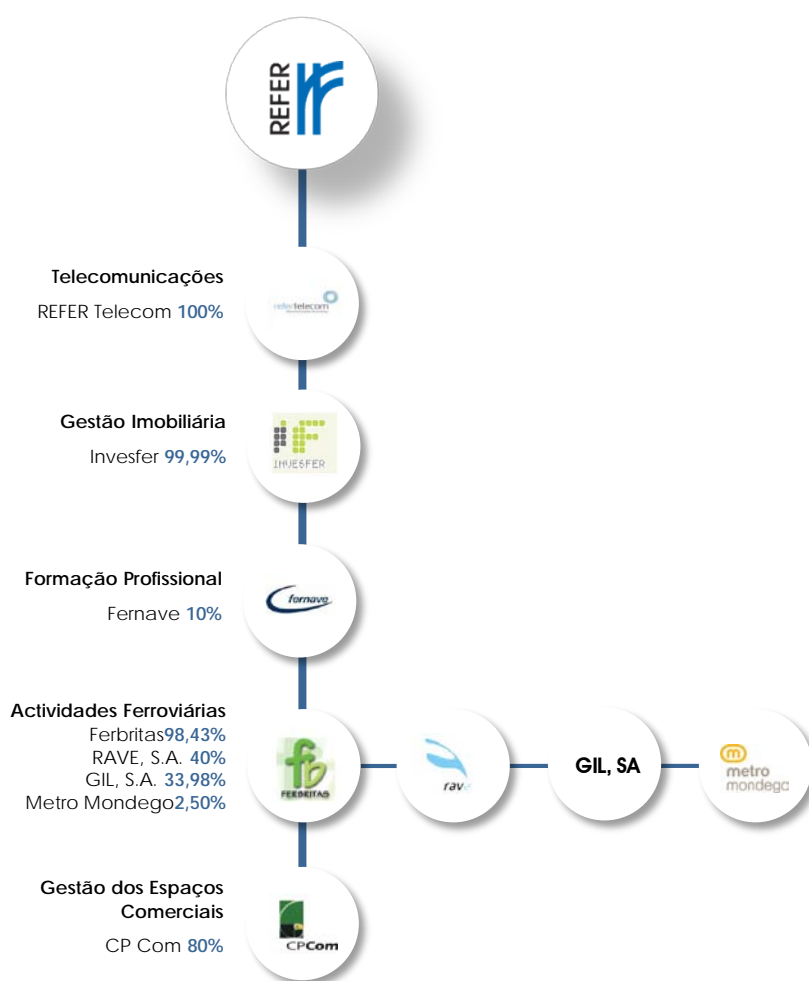 REFER
Telecomunicações
REFER Telecom 100%
refertelecom
Gestão Imobiliária
Invesfer 99,99%
INVESFER
Formação Profissional
Fernave 10%
fernave
Actividades Ferroviárias
Ferbritas98,43%
RAVE, S.A. 40%
GIL, S.A. 33,98%
Metro Mondego2,50%
fb
FERBRITAS
rave
GIL, SA
m
metro
mondego
Gestão dos Espaços
Comerciais
CP Com 80%
CPCom